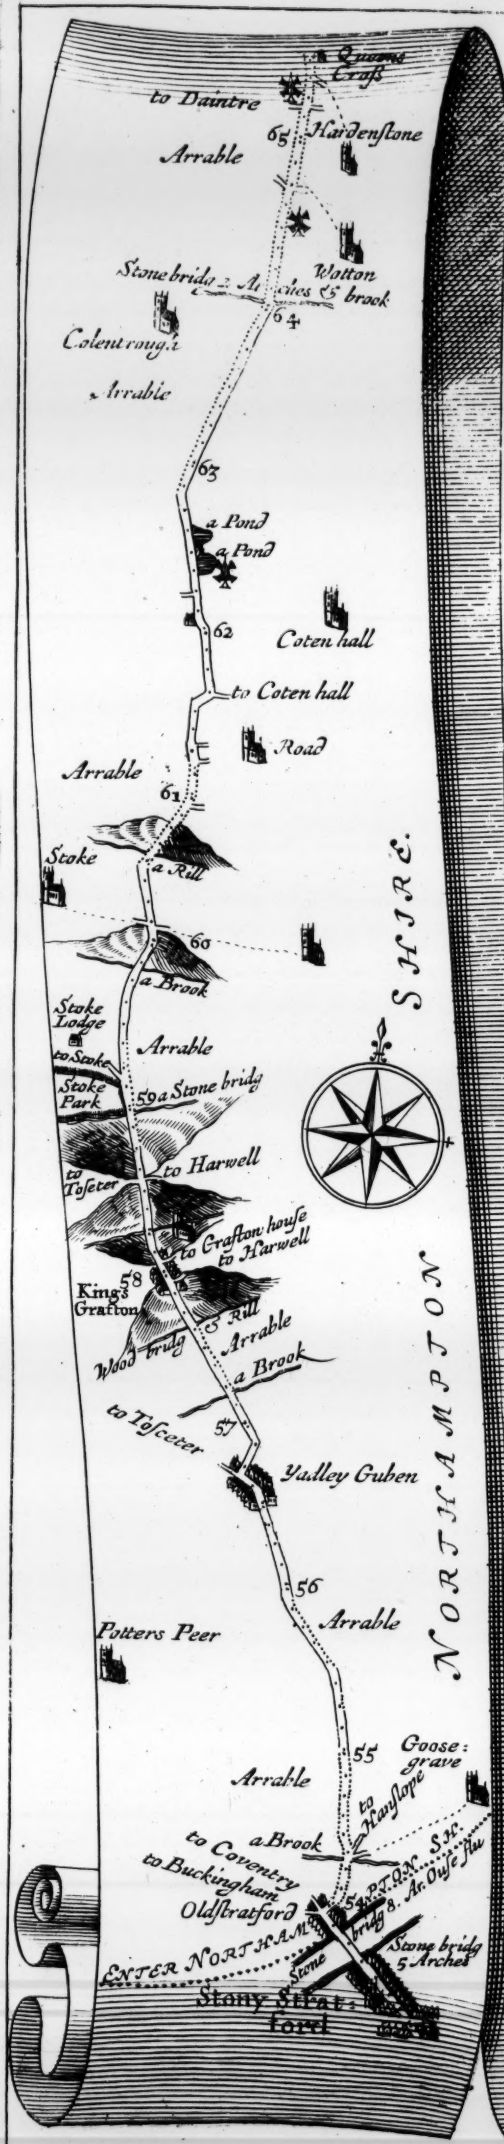 Queens
Cross
to Daintre
65
Hardenstone
Arrable
Wotton
Stone bridg 2 Arches & brook
64
Colentrough
Arrable
63
a Pond
a Pond
62
Coten hall
to Coten hall
Road
Arrable
61
a Rill
Stoke
60
a Brook
Stoke
Lodge
to Stoke
Arrable
Stoke
Park
59 a Stone bridg
to
Toseter
to Harwell
to Grafton house
to Harwell
58
Kings
Grafton
Wood bridg & Rill
Arrable
a Brook
57
to Tosceter
Yadley Guben
56
Arrable
Potters Peer
55
Goose=
grave
Arrable
to
Hanslope
a Brook
to Coventry
to Buckingham
Oldstratford
54
ENTER NORTHAMPTON SH
Stone bridg 8. Ar. Ouse flu
Stone bridg
5 Arches
Stony Strat=
ford
NORTHAMPTON SHIRE.